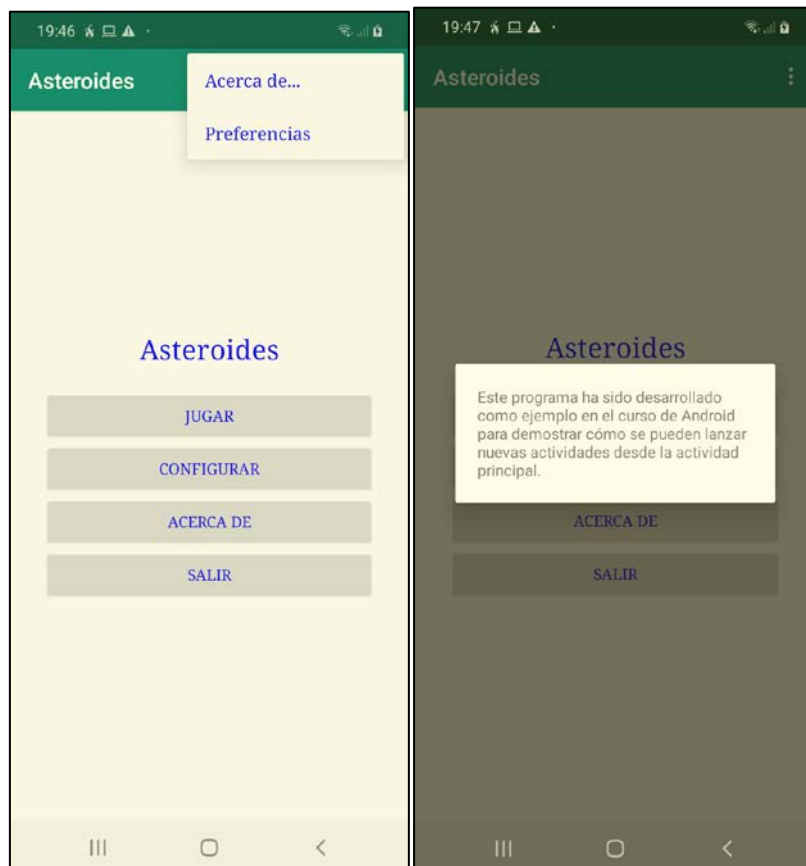 19:46
Asteroides
Acerca de...
Preferencias
Asteroides
JUGAR
CONFIGURAR
ACERCA DE
SALIR
19:47
Asteroides
Asteroides
Este programa ha sido desarrollado
como ejemplo en el curso de Android
para demostrar cómo se pueden lanzar
nuevas actividades desde la actividad
principal.
ACERCA DE
SALIR